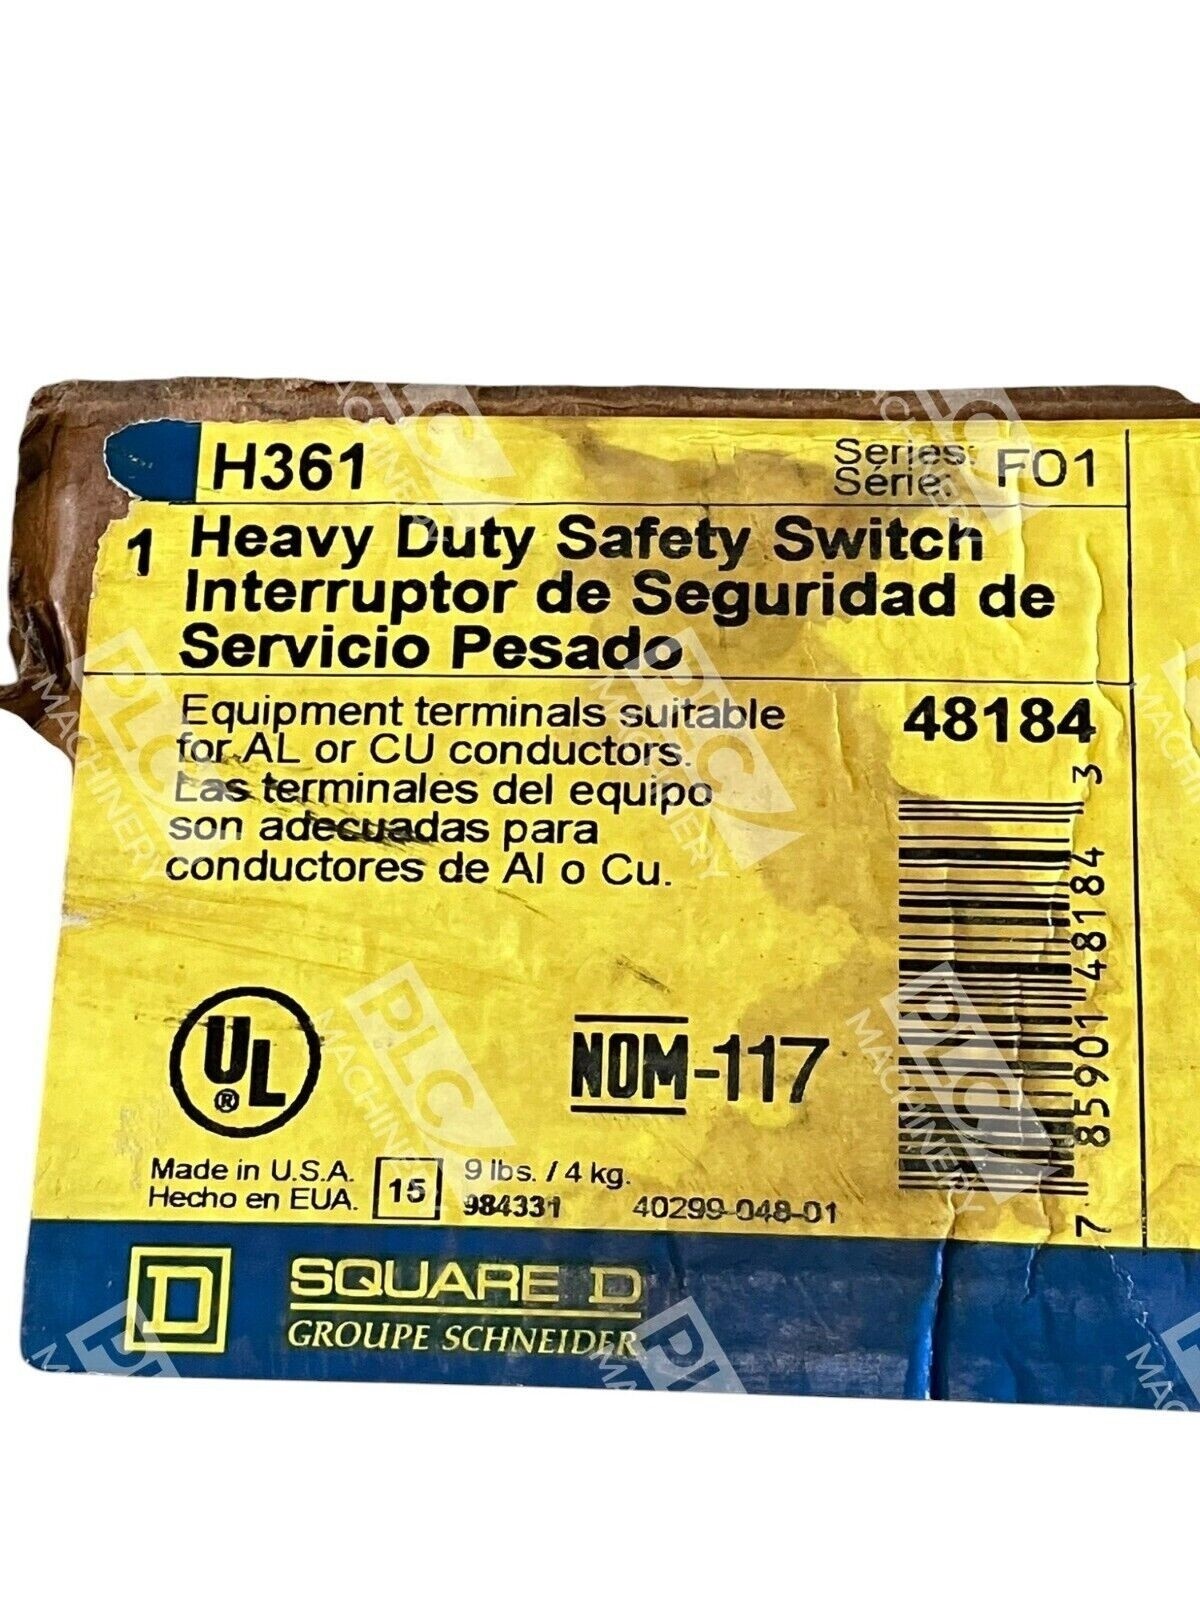 H361
Series: F01
Série:
1 Heavy Duty Safety Switch
Interruptor de Seguridad de
Servicio Pesado
Equipment terminals suitable
for AL or CU conductors.
Las terminales del equipo
son adecuadas para
conductores de Al o Cu.
48184
7 85901 48184 3
UL®
NOM-117
Made in U.S.A.
Hecho en EUA.
15
9 lbs. / 4 kg.
984331
40299-048-01
D SQUARE D
GROUPE SCHNEIDER
PLC MACHINERY